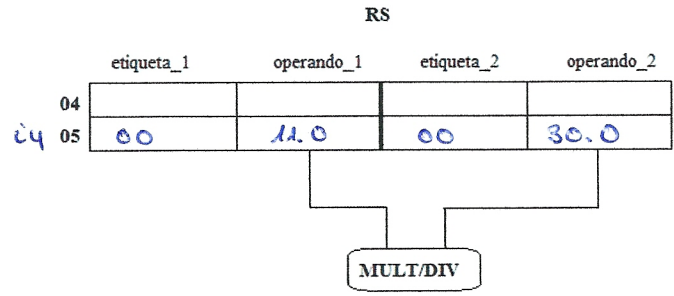 RS
etiqueta_1 operando_1 etiqueta_2 operando_2
04
i4 05 00 11.0 00 30.0
MULT/DIV